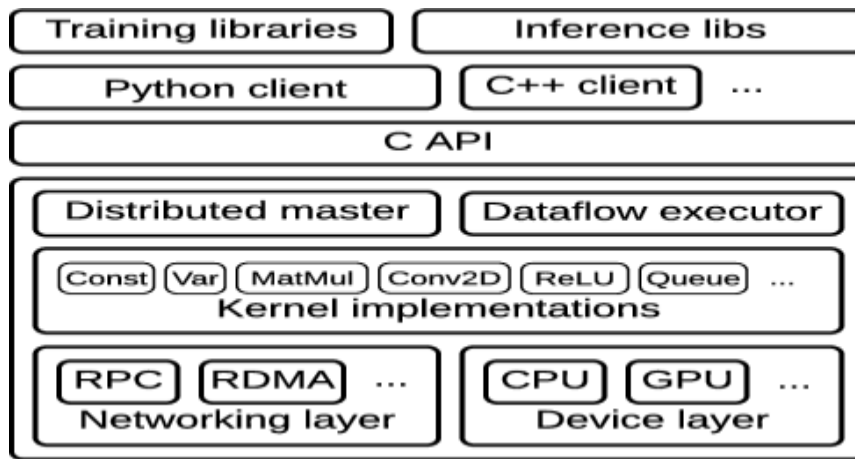 Training libraries Inference libs
Python client C++ client ...
C API
Distributed master Dataflow executor
Const Var MatMul Conv2D ReLU Queue ...
Kernel implementations
RPC RDMA ... CPU GPU ...
Networking layer Device layer